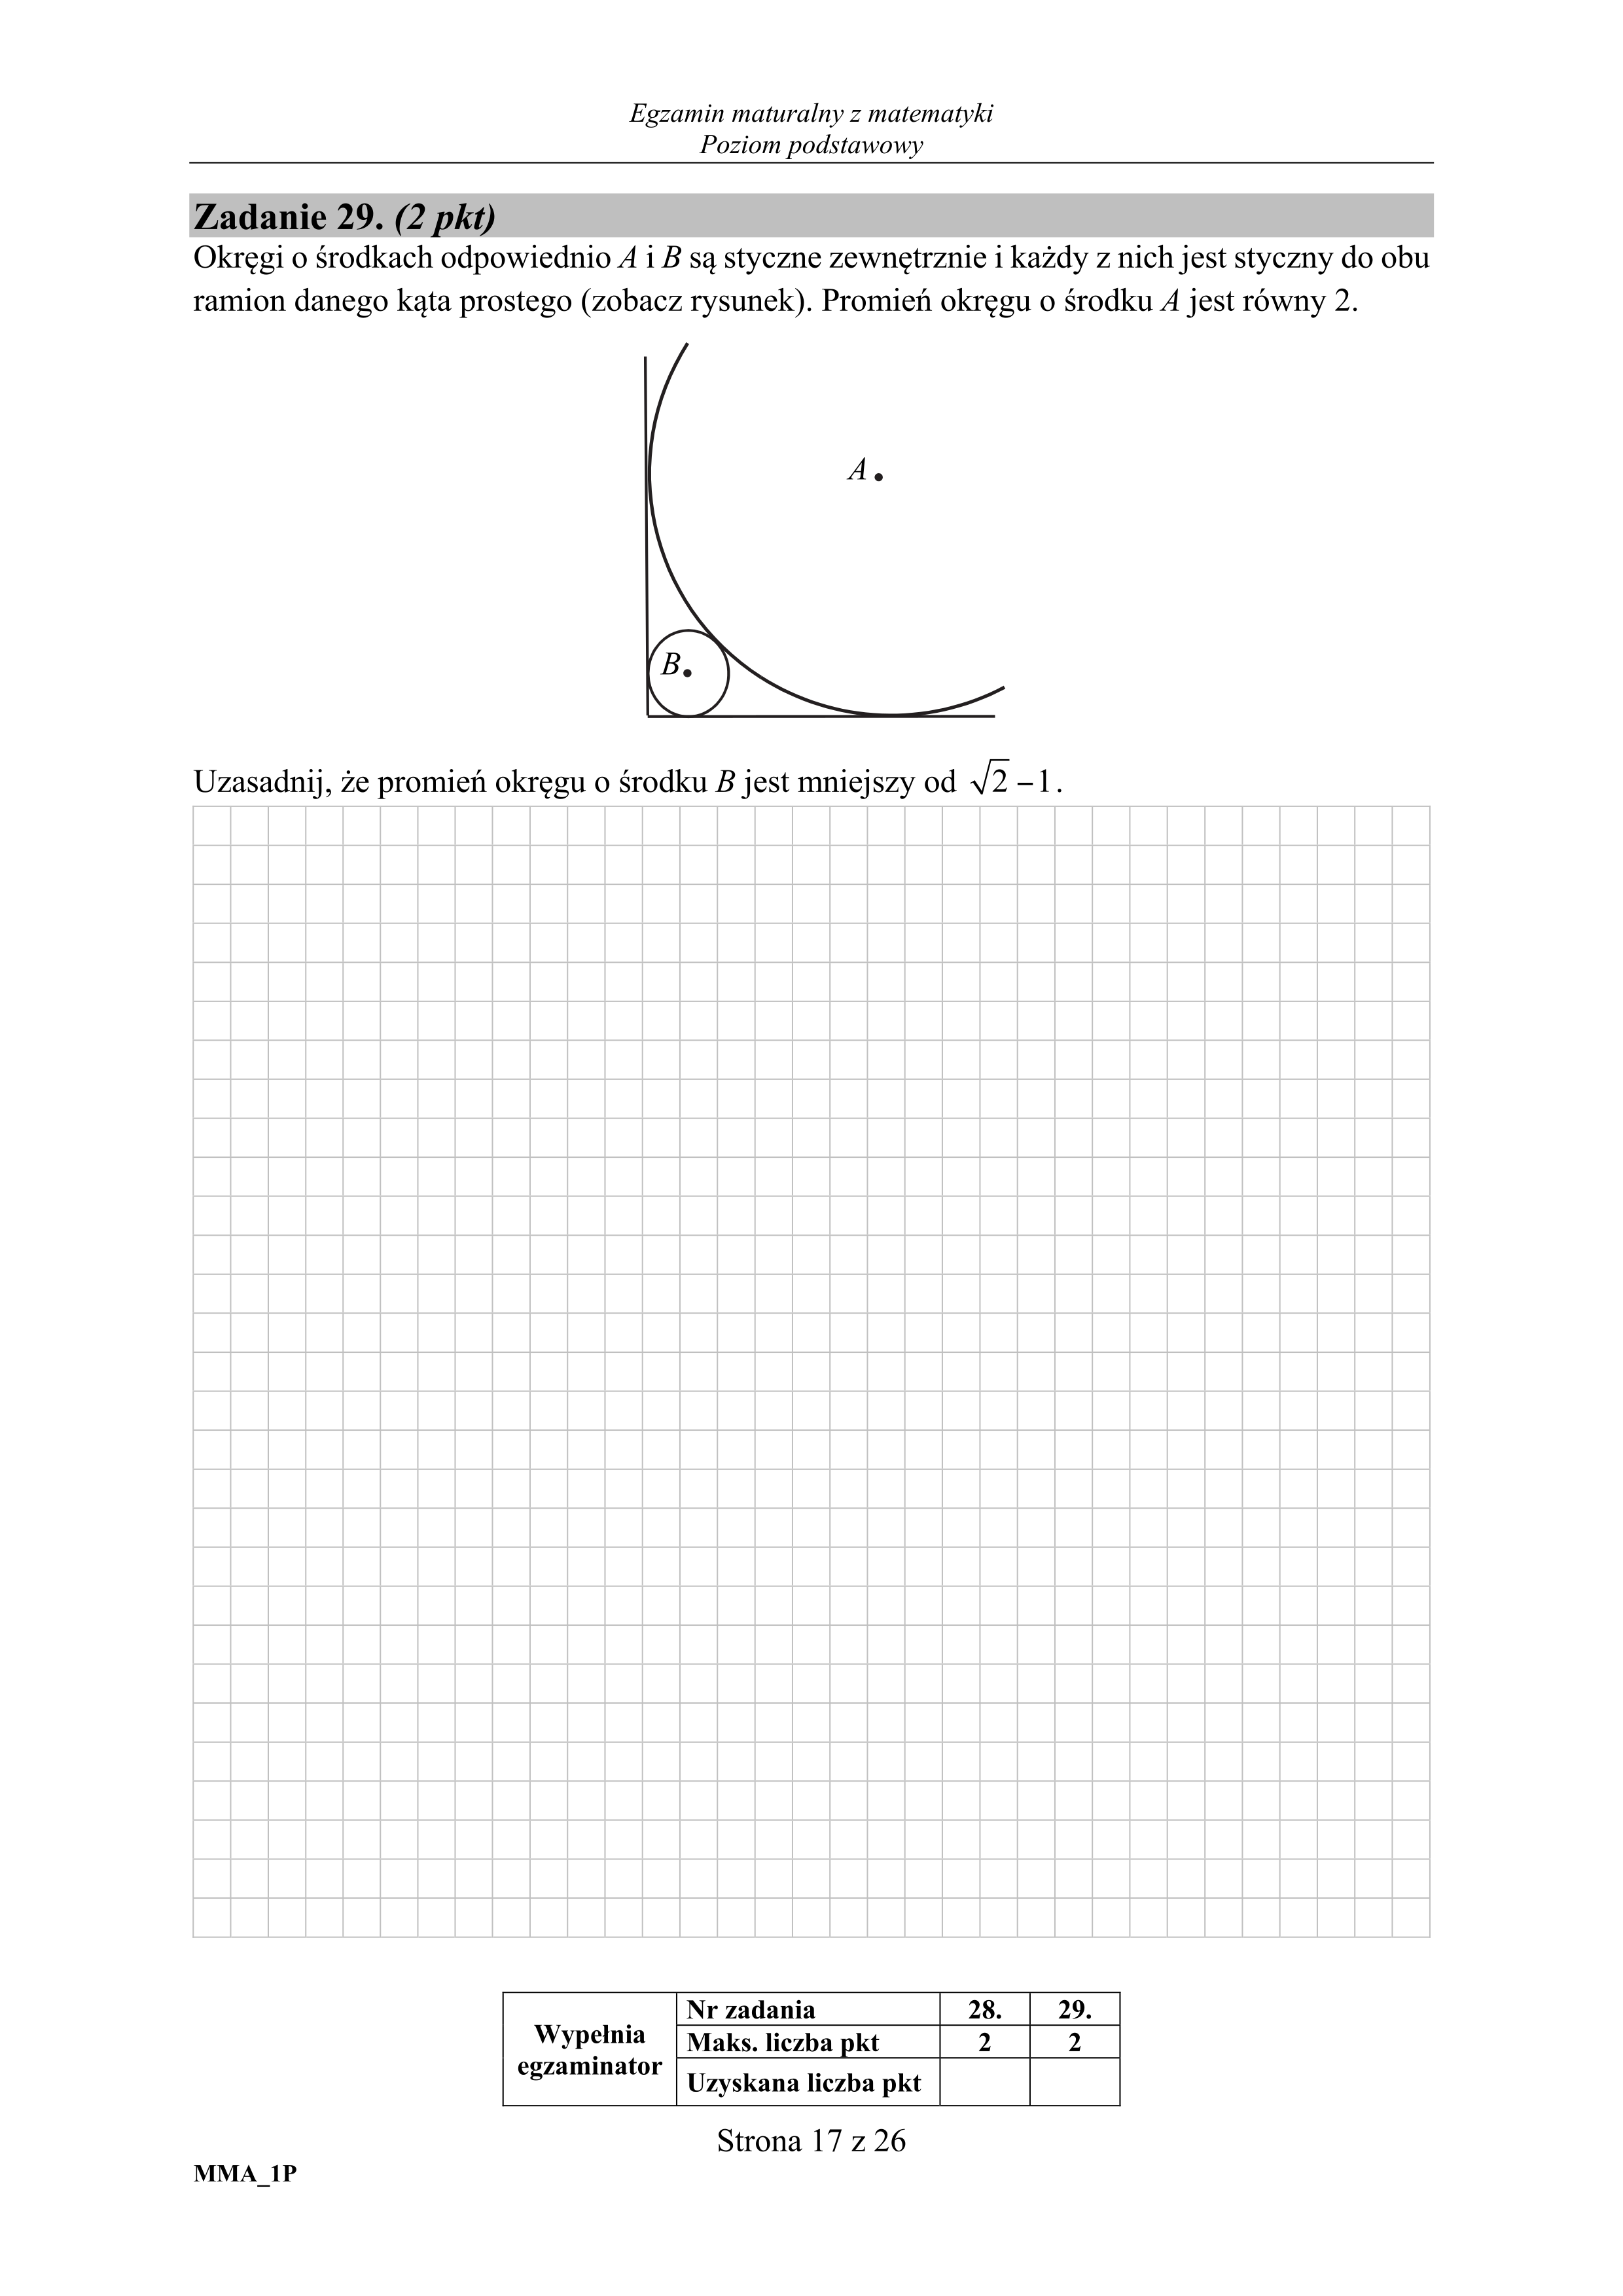 Egzamin maturalny z matematyki
Poziom podstawowy
Zadanie 29. (2 pkt)
Okręgi o środkach odpowiednio A i B są styczne zewnętrznie i każdy z nich jest styczny do obu
ramion danego kąta prostego (zobacz rysunek). Promień okręgu o środku A jest równy 2.
A
B
Uzasadnij, że promień okręgu o środku B jest mniejszy od √2 – 1.
Wypełnia
egzaminator
Nr zadania 28. 29.
Maks. liczba pkt 2 2
Uzyskana liczba pkt
Strona 17 z 26
MMA_1P